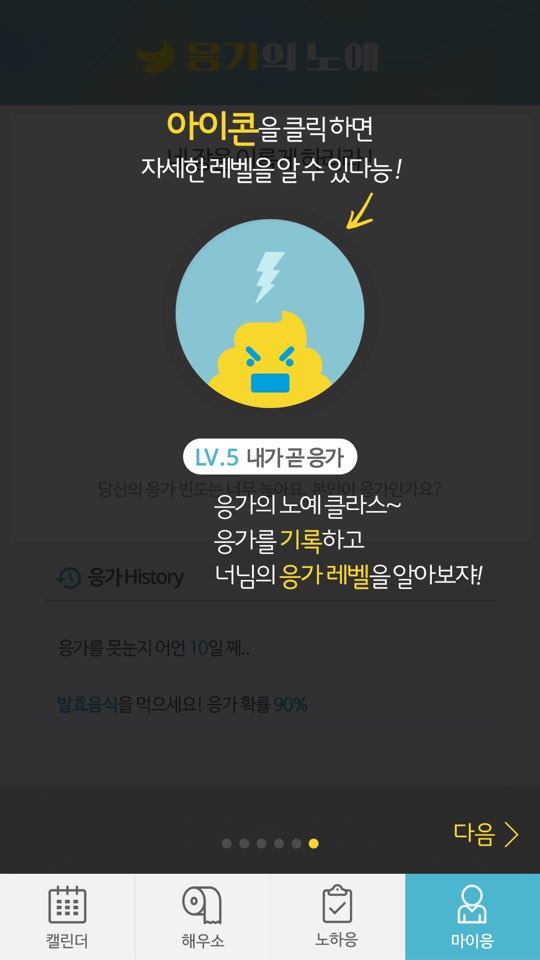 응가의 노예
아이콘을 클릭하면
자세한 레벨을 알 수 있다능!
LV.5 내가 곧 응가
당신의 응가 빈도는 너무 높아요. 본인이 응가인가요?
응가의 노예 클라스~
응가를 기록하고
너님의 응가 레벨을 알아보쟈!
응가 History
응가를 못눈지 어언 10일 째..
발효음식을 먹으세요! 응가 확률 90%
다음
캘린더
해우소
노하응
마이응